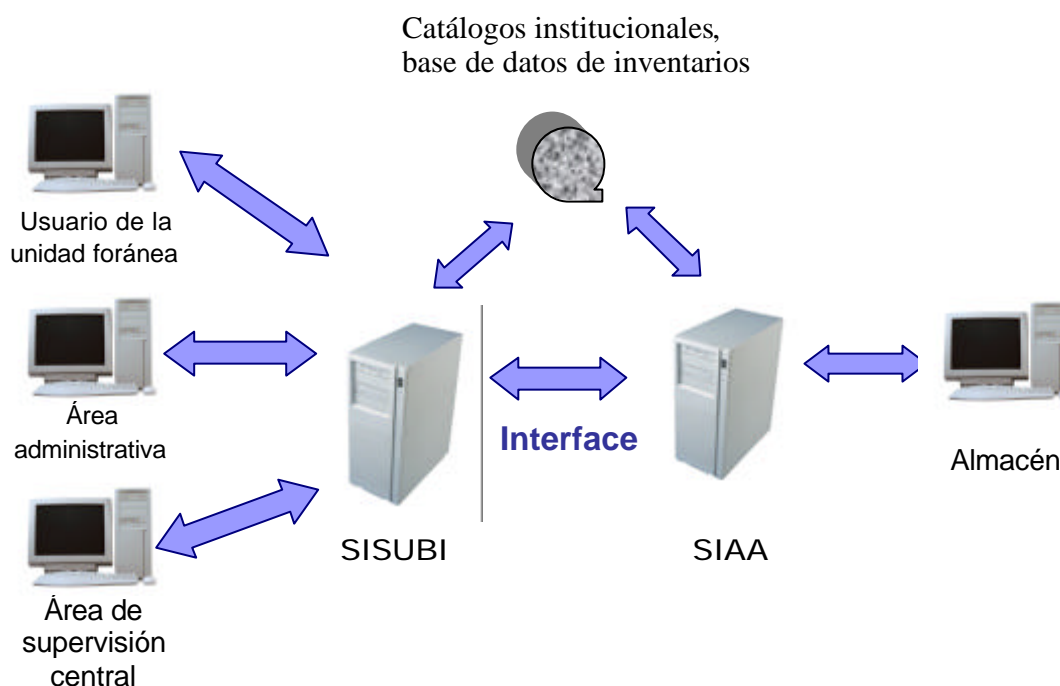 Catálogos institucionales,
base de datos de inventarios
Usuario de la
unidad foránea
Área
administrativa
Interface
Almacén
SISUBI
SIAA
Área de
supervisión
central